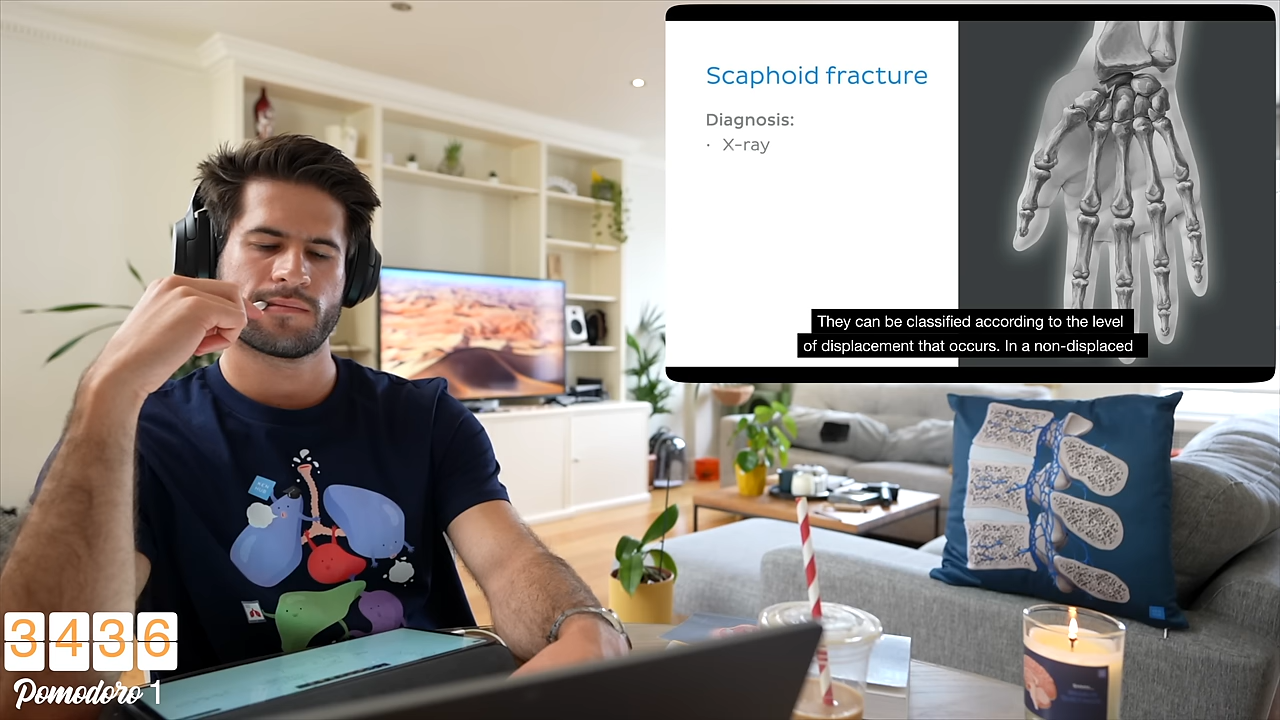 Scaphoid fracture
Diagnosis:
· X-ray
They can be classified according to the level
of displacement that occurs. In a non-displaced
3436
Pomodoro 1